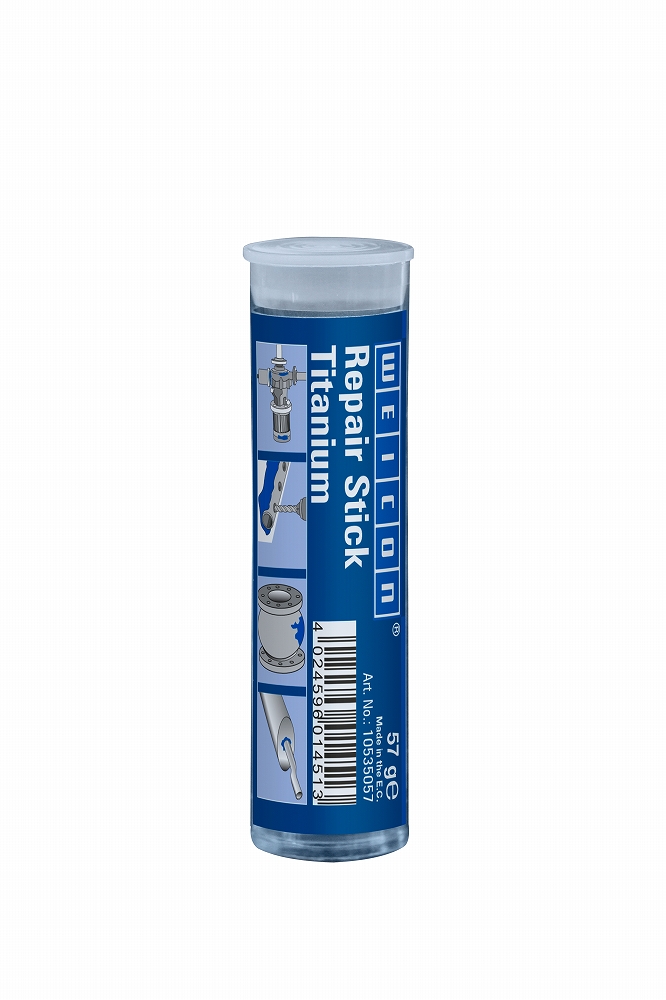 WEICON®
Repair Stick
Titanium
57 g℮
Made in the E.C.
Art. No.: 10535057
4 024596 014513